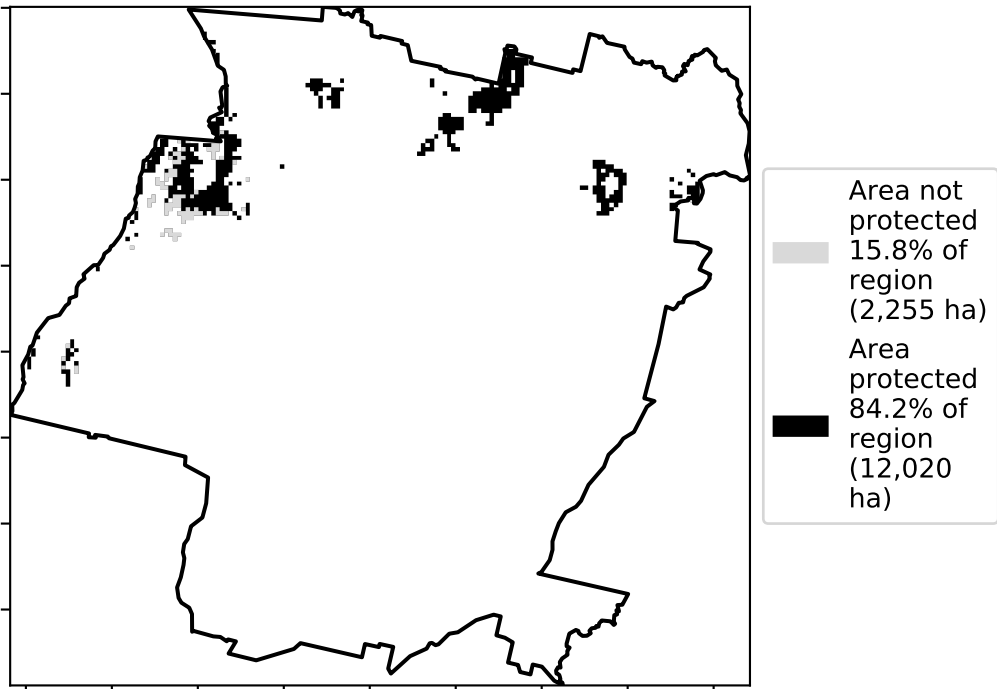 Area not
protected
15.8% of
region
(2,255 ha)
Area
protected
84.2% of
region
(12,020
ha)